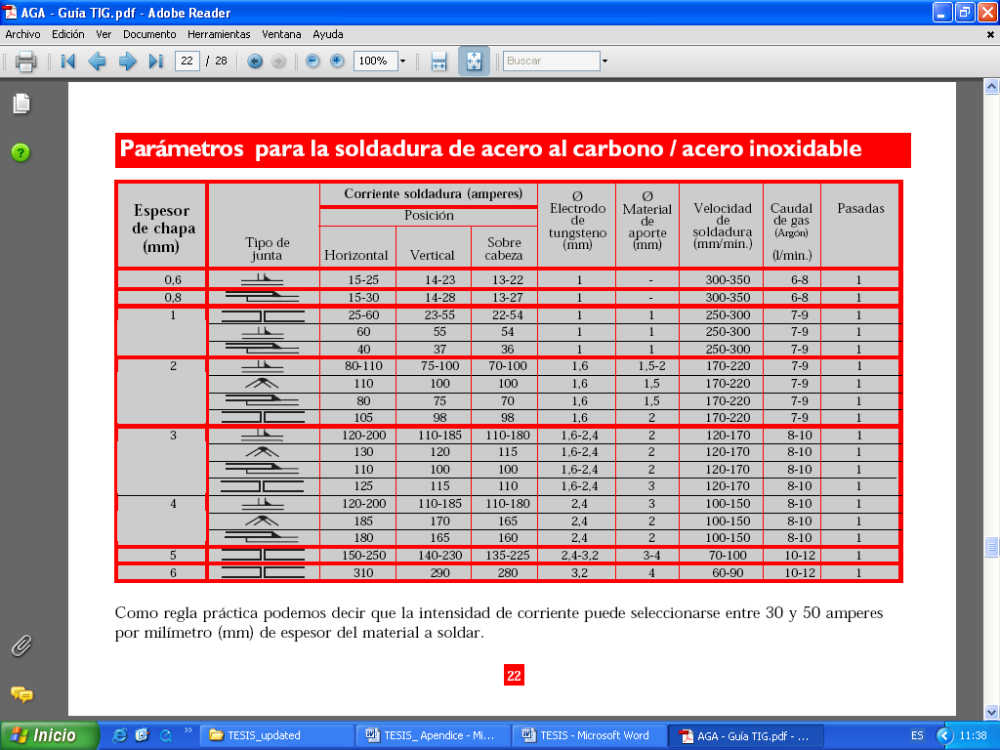 AGA - Guía TIG.pdf - Adobe Reader
Archivo Edición Ver Documento Herramientas Ventana Ayuda
22 / 28 100% Buscar
Parámetros para la soldadura de acero al carbono / acero inoxidable
Espesor de chapa (mm) Tipo de junta Corriente soldadura (amperes) Posición Horizontal Vertical Sobre cabeza Ø Electrodo de tungsteno (mm) Ø Material de aporte (mm) Velocidad de soldadura (mm/min.) Caudal de gas (Argón) (l/min.) Pasadas
0,6 15-25 14-23 13-22 1 - 300-350 6-8 1
0,8 15-30 14-28 13-27 1 - 300-350 6-8 1
1 25-60 23-55 22-54 1 1 250-300 7-9 1
60 55 54 1 1 250-300 7-9 1
40 37 36 1 1 250-300 7-9 1
2 80-110 75-100 70-100 1,6 1,5-2 170-220 7-9 1
110 100 100 1,6 1,5 170-220 7-9 1
80 75 70 1,6 1,5 170-220 7-9 1
105 98 98 1,6 2 170-220 7-9 1
3 120-200 110-185 110-180 1,6-2,4 2 120-170 8-10 1
130 120 115 1,6-2,4 2 120-170 8-10 1
110 100 100 1,6-2,4 2 120-170 8-10 1
125 115 110 1,6-2,4 3 120-170 8-10 1
4 120-200 110-185 110-180 2,4 3 100-150 8-10 1
185 170 165 2,4 2 100-150 8-10 1
180 165 160 2,4 2 100-150 8-10 1
5 150-250 140-230 135-225 2,4-3,2 3-4 70-100 10-12 1
6 310 290 280 3,2 4 60-90 10-12 1
Como regla práctica podemos decir que la intensidad de corriente puede seleccionarse entre 30 y 50 amperes
por milímetro (mm) de espesor del material a soldar.
22
Inicio TESIS_updated TESIS_ Apendice - Mi... TESIS - Microsoft Word AGA - Guía TIG.pdf - ... ES 11:38